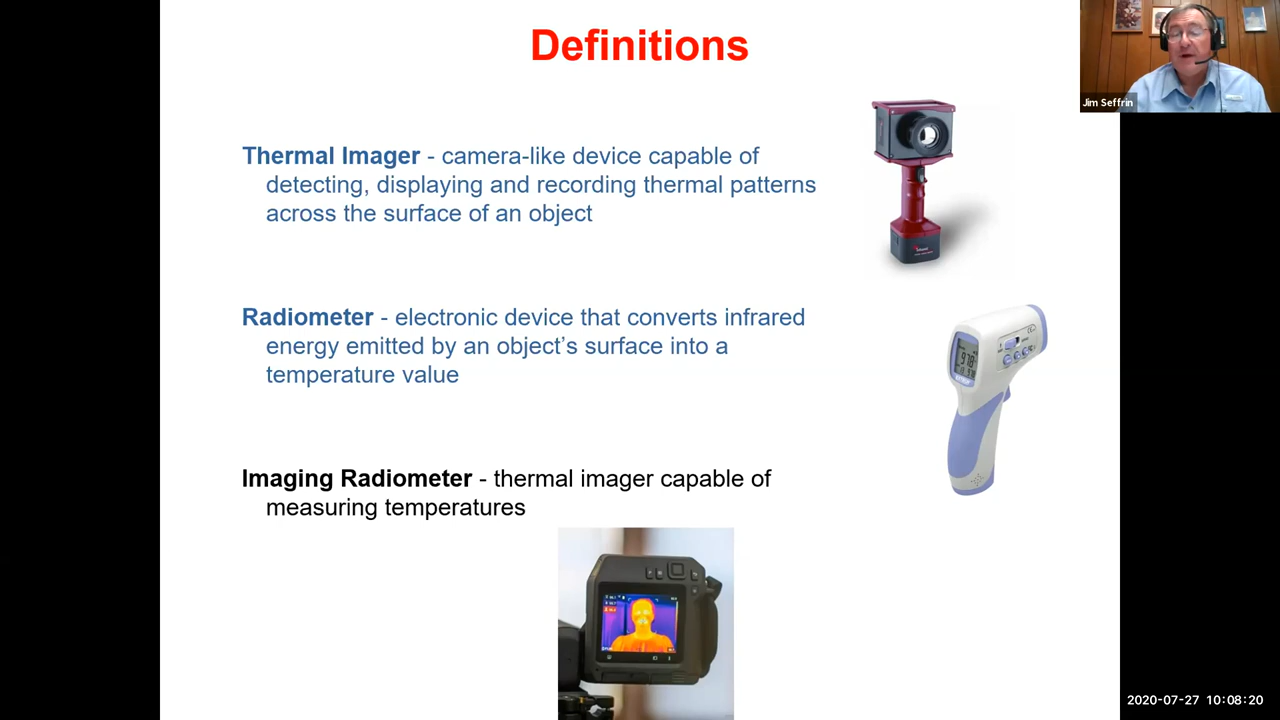 Definitions
Jim Seffrin
Thermal Imager - camera-like device capable of
detecting, displaying and recording thermal patterns
across the surface of an object
Radiometer - electronic device that converts infrared
energy emitted by an object’s surface into a
temperature value
Imaging Radiometer - thermal imager capable of
measuring temperatures
2020-07-27 10:08:20